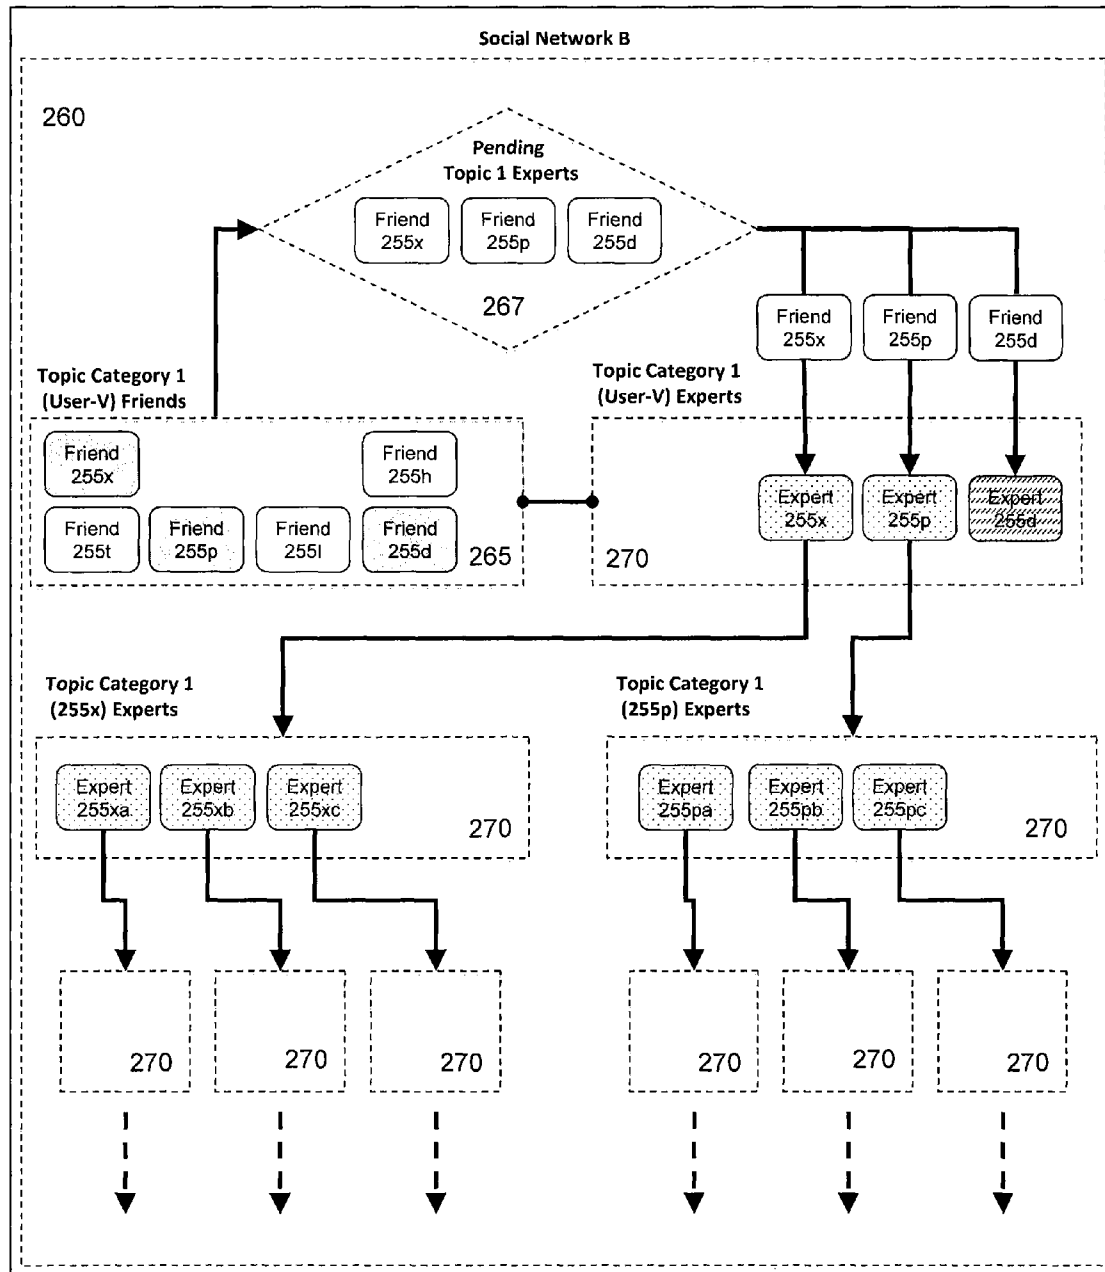 Social Network B
260
Pending
Topic 1 Experts
Friend
255x
Friend
255p
Friend
255d
267
Friend
255x
Friend
255p
Friend
255d
Topic Category 1
(User-V) Friends
Friend
255x
Friend
255h
Friend
255t
Friend
255p
Friend
255l
Friend
255d
265
Topic Category 1
(User-V) Experts
Expert
255x
Expert
255p
Expert
255d
270
Topic Category 1
(255x) Experts
Expert
255xa
Expert
255xb
Expert
255xc
270
Topic Category 1
(255p) Experts
Expert
255pa
Expert
255pb
Expert
255pc
270
270
270
270
270
270
270